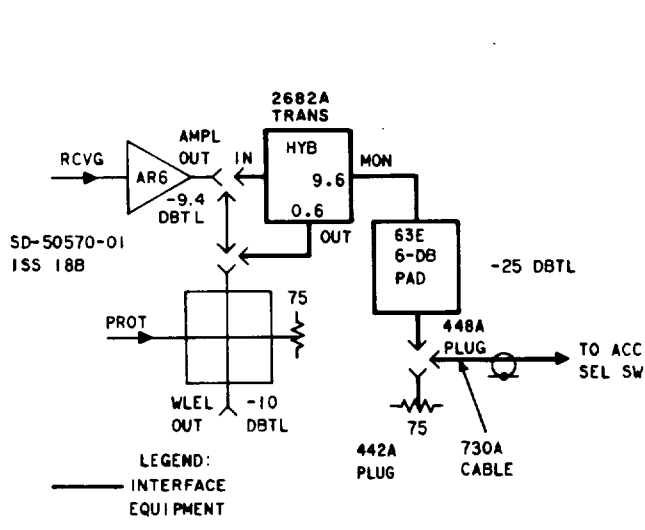 2682A
TRANS
AMPL
OUT
IN
HYB
MON
RCVG
AR6
9.6
-9.4
DBTL
0.6
OUT
SD-50570-01
ISS 18B
63E
6-DB
PAD
-25 DBTL
75
PROT
448A
PLUG
TO ACC
SEL SW
WLEL
OUT
-10
DBTL
75
442A
PLUG
730A
CABLE
LEGEND:
INTERFACE
EQUIPMENT